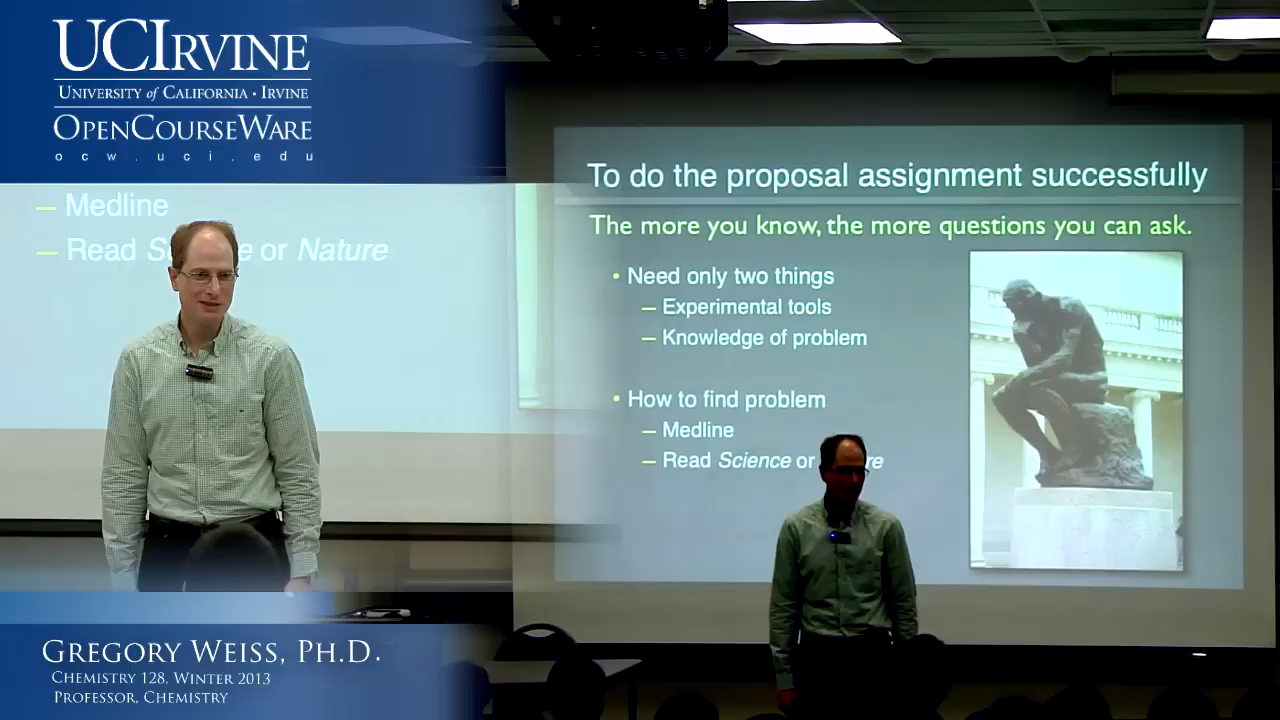 UCIRVINE
UNIVERSITY of CALIFORNIA · IRVINE
OPENCOURSEWARE
ocw.uci.edu
– Medline
– Read S e or Nature
GREGORY WEISS, PH.D.
CHEMISTRY 128, WINTER 2013
PROFESSOR, CHEMISTRY
To do the proposal assignment successfully
The more you know, the more questions you can ask.
• Need only two things
– Experimental tools
– Knowledge of problem
• How to find problem
– Medline
– Read Science or re